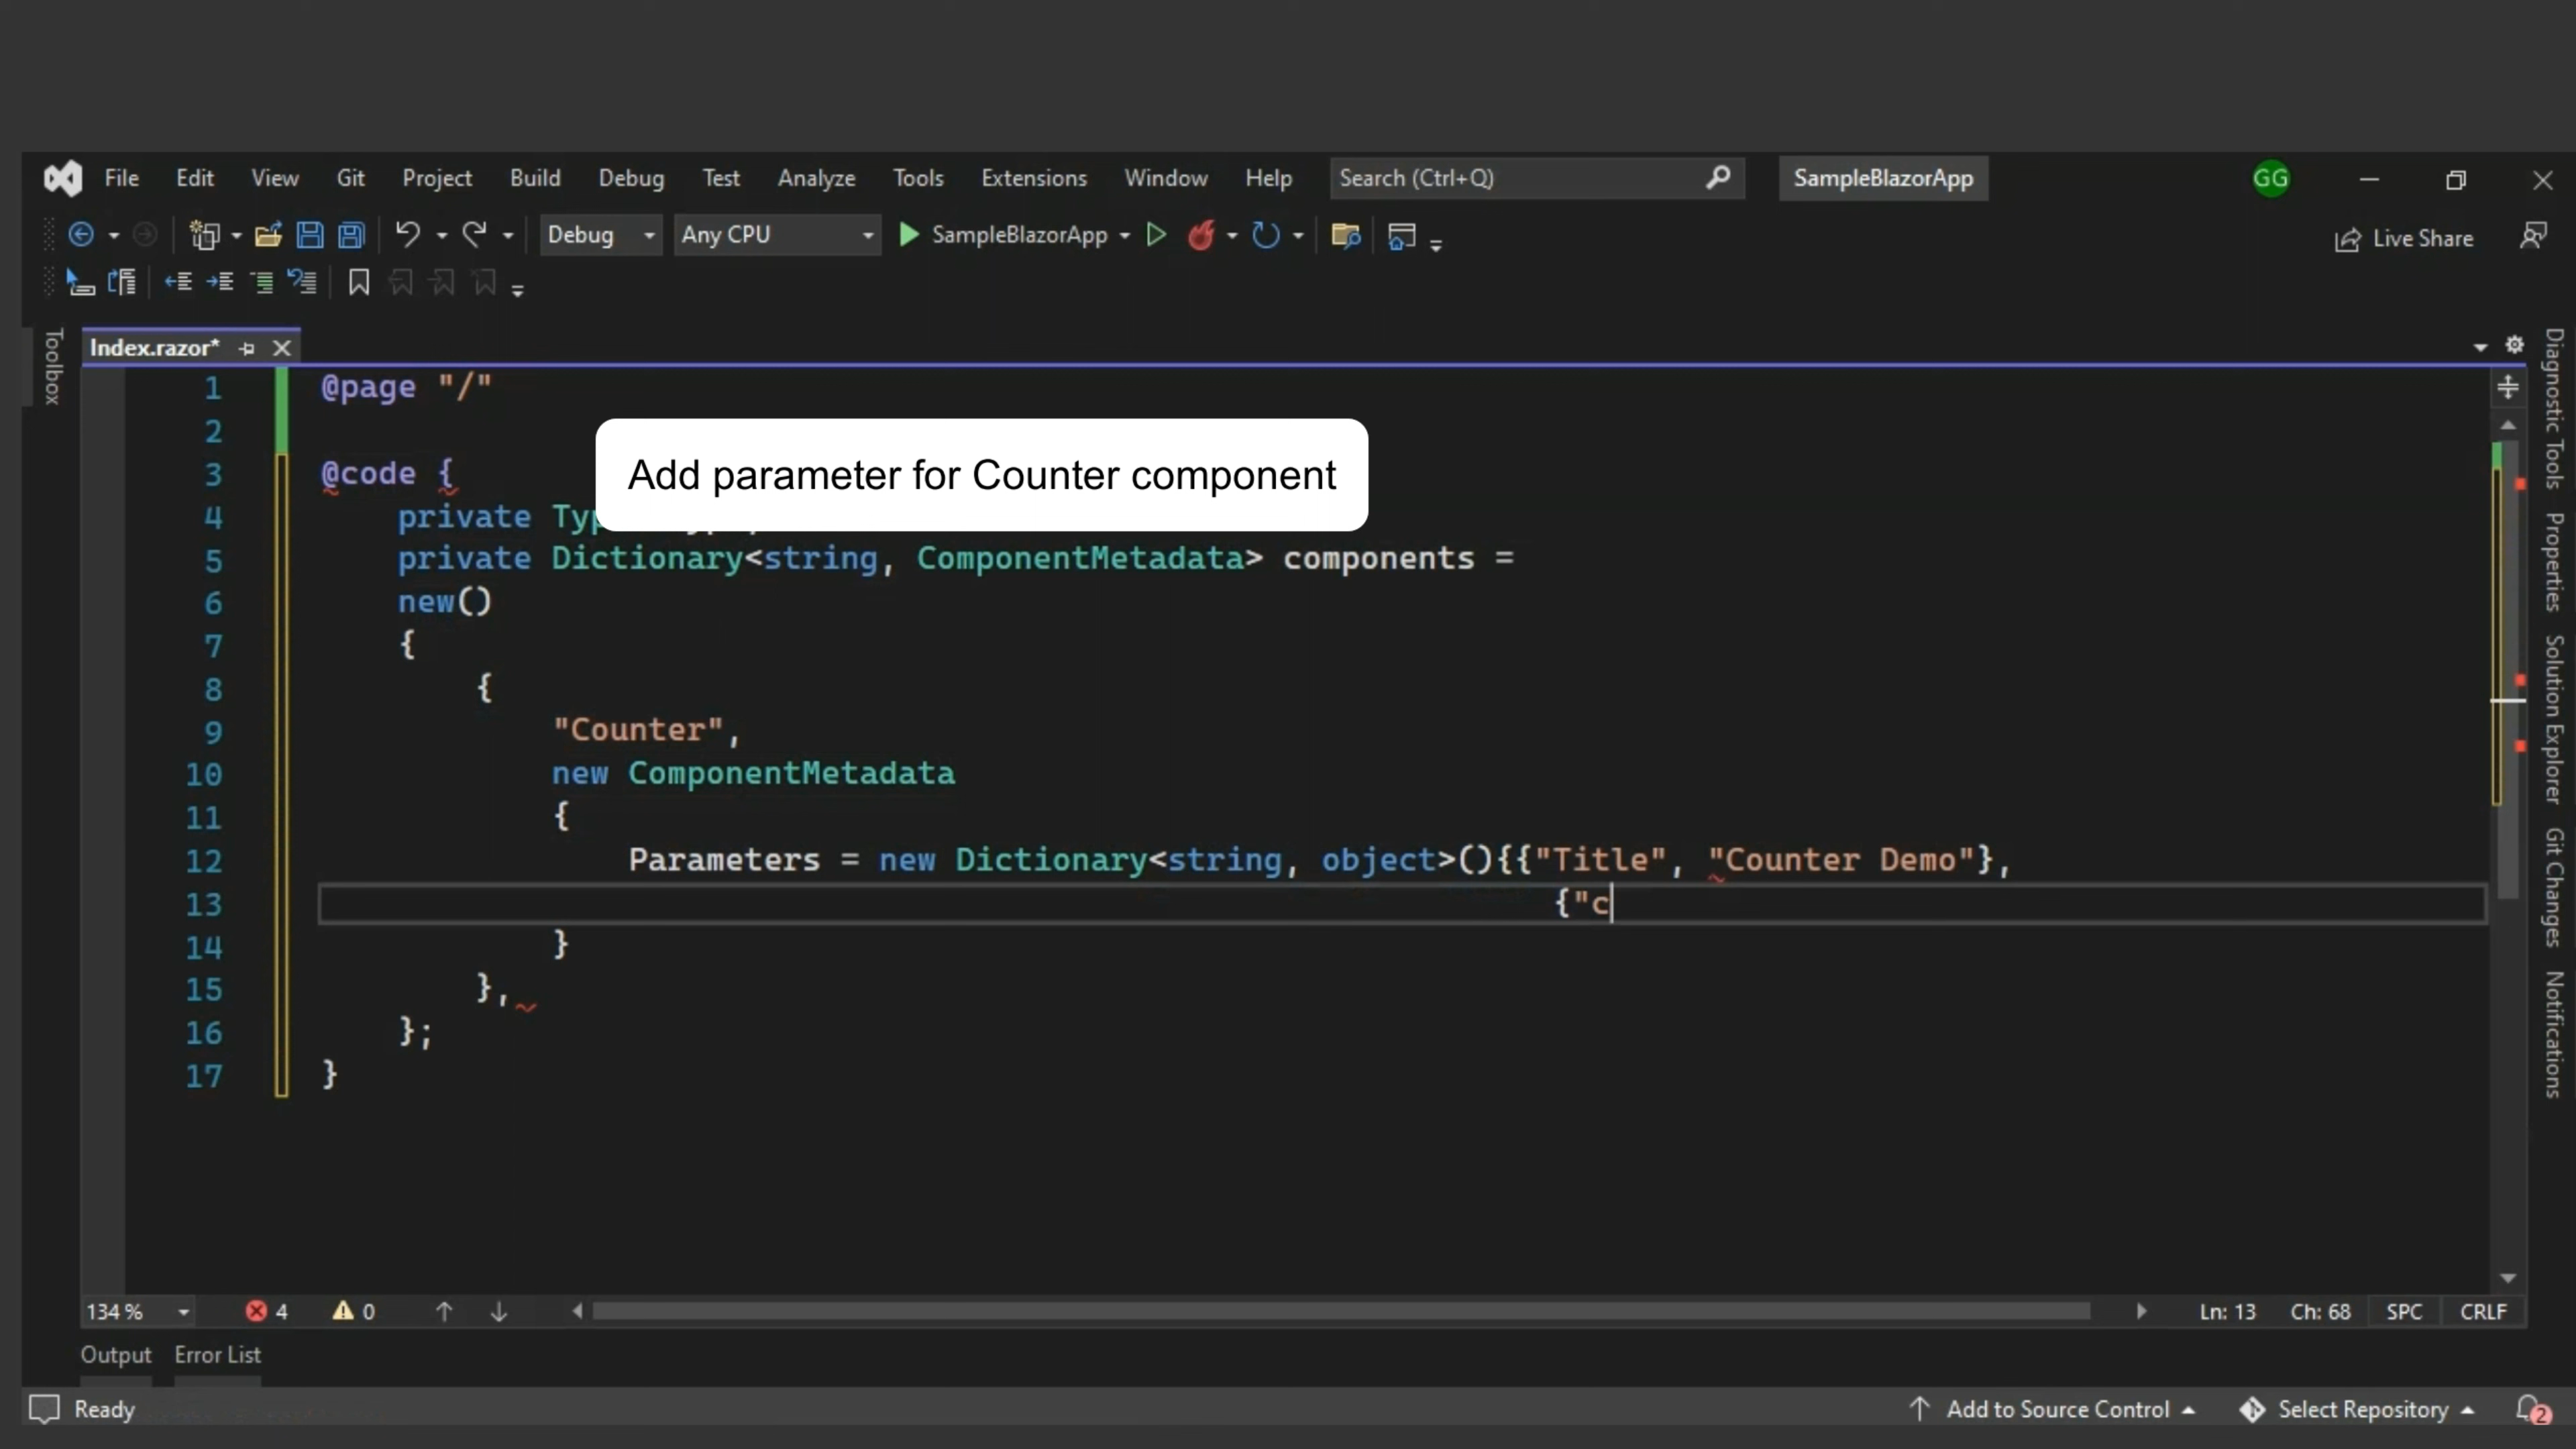 File Edit View Git Project Build Debug Test Analyze Tools Extensions Window Help Search (Ctrl+Q) SampleBlazorApp GG
Debug Any CPU SampleBlazorApp Live Share
Toolbox
Index.razor*
1 @page "/"
2
Add parameter for Counter component
3 @code {
4 private
5 private Dictionary<string, ComponentMetadata> components =
6 new()
7 {
8 {
9 "Counter",
10 new ComponentMetadata
11 {
12 Parameters = new Dictionary<string, object>(){{"Title", "Counter Demo"},
13 {"c
14 }
15 },
16 };
17 }
Diagnostic Tools
Properties
Solution Explorer
Git Changes
Notifications
134 % 4 0 Ln: 13 Ch: 68 SPC CRLF
Output Error List
Ready Add to Source Control Select Repository 2